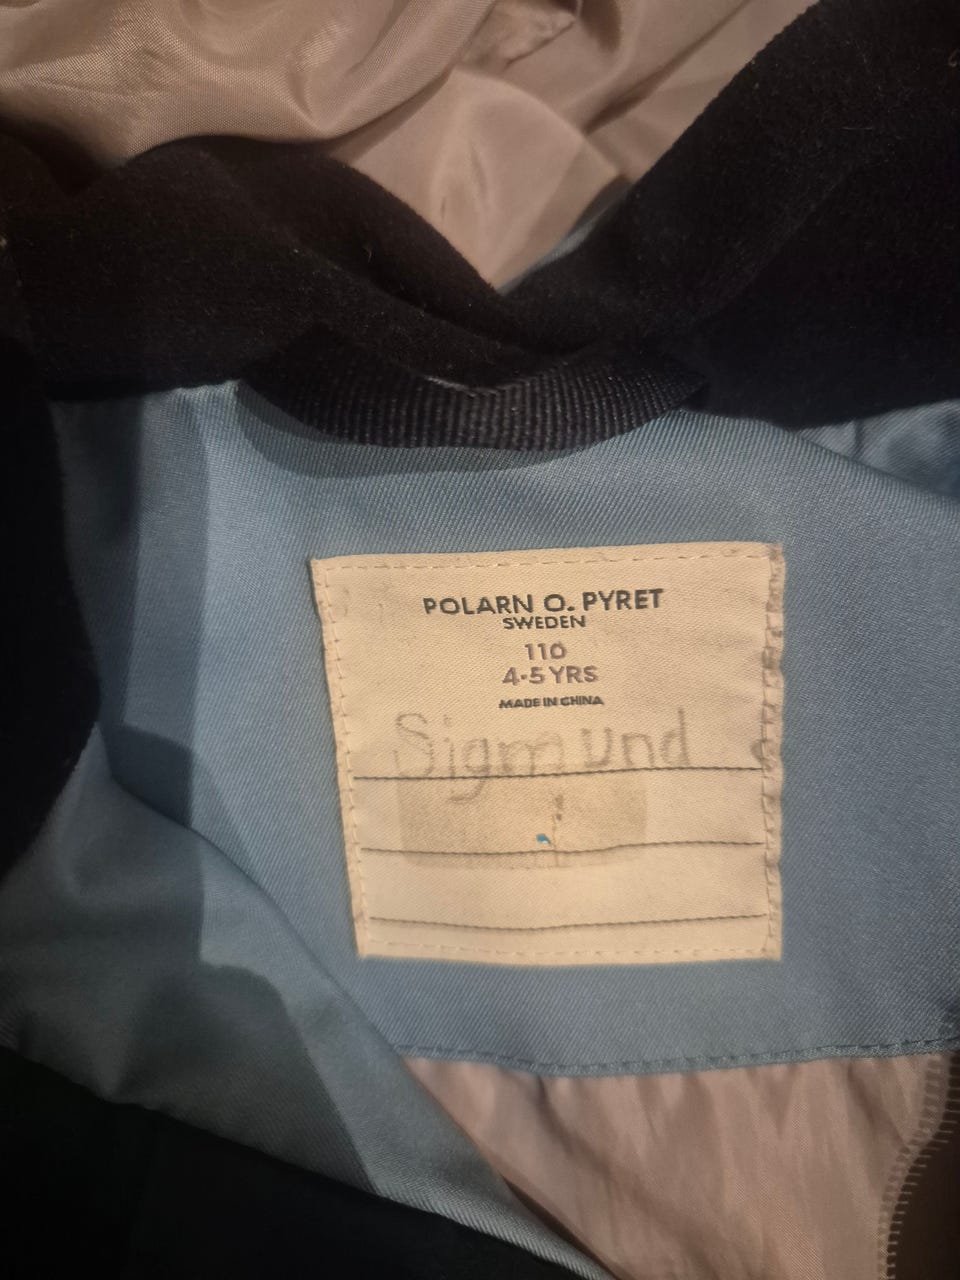 POLARN O. PYRET
SWEDEN
110
4-5 YRS
MADE IN CHINA
Sigmund